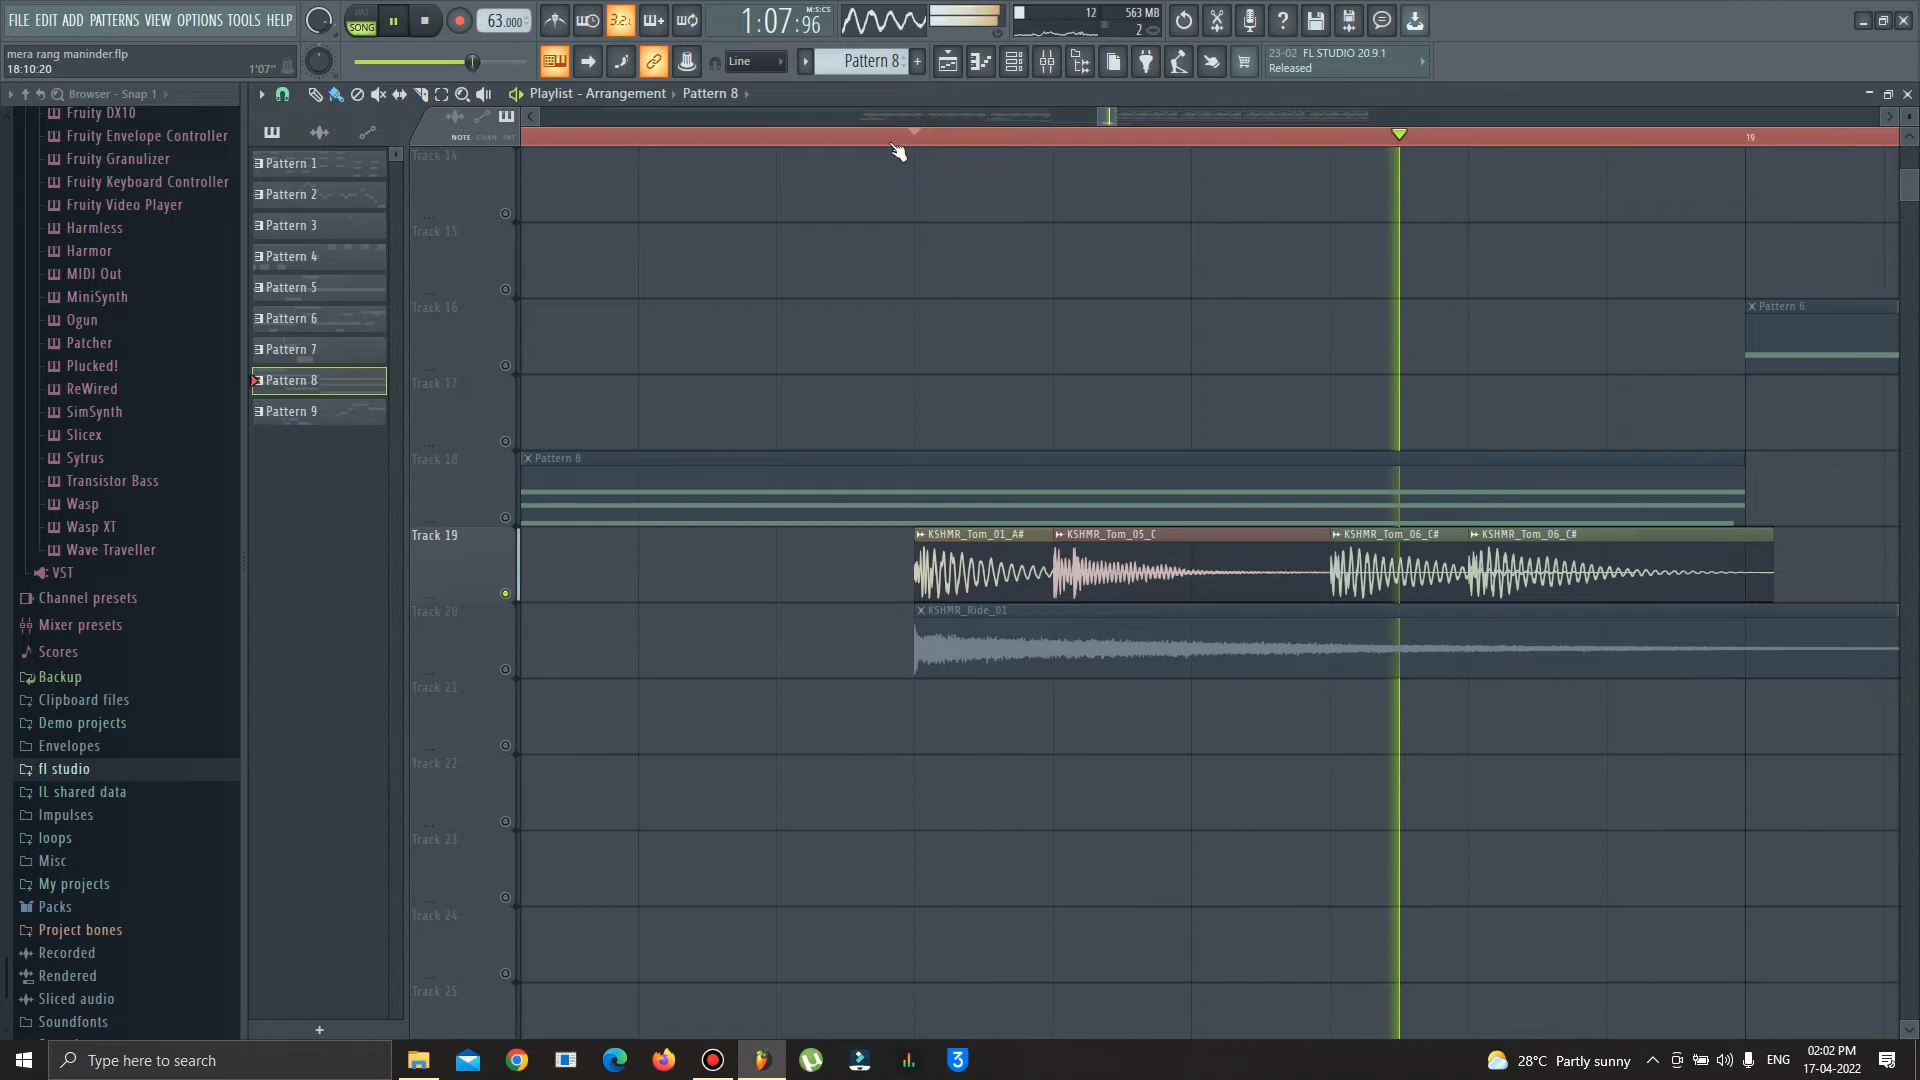 FILE EDIT ADD PATTERNS VIEW OPTIONS TOOLS HELP
PAT
SONG
63.000
3.2.
1:07:96
M:S:CS
12
563 MB
2
mera rang maninder.flp
18:10:20
1'07"
Line
Pattern 8
23-02 FL STUDIO 20.9.1
Released
Browser - Snap 1
Playlist - Arrangement
Pattern 8
NOTE CHAN PAT
19
Fruity DX10
Fruity Envelope Controller
Fruity Granulizer
Fruity Keyboard Controller
Fruity Video Player
Harmless
Harmor
MIDI Out
MiniSynth
Ogun
Patcher
Plucked!
ReWired
SimSynth
Slicex
Sytrus
Transistor Bass
Wasp
Wasp XT
Wave Traveller
VST
Channel presets
Mixer presets
Scores
Backup
Clipboard files
Demo projects
Envelopes
fl studio
IL shared data
Impulses
loops
Misc
My projects
Packs
Project bones
Recorded
Rendered
Sliced audio
Soundfonts
Pattern 1
Pattern 2
Pattern 3
Pattern 4
Pattern 5
Pattern 6
Pattern 7
Pattern 8
Pattern 9
Track 14
Track 15
Track 16
Track 17
Track 18
Track 19
Track 20
Track 21
Track 22
Track 23
Track 24
Track 25
Pattern 6
Pattern 8
KSHMR_Tom_01_A#
KSHMR_Tom_05_C
KSHMR_Tom_06_C#
KSHMR_Tom_06_C#
KSHMR_Ride_01
Type here to search
28°C Partly sunny
ENG
02:02 PM
17-04-2022